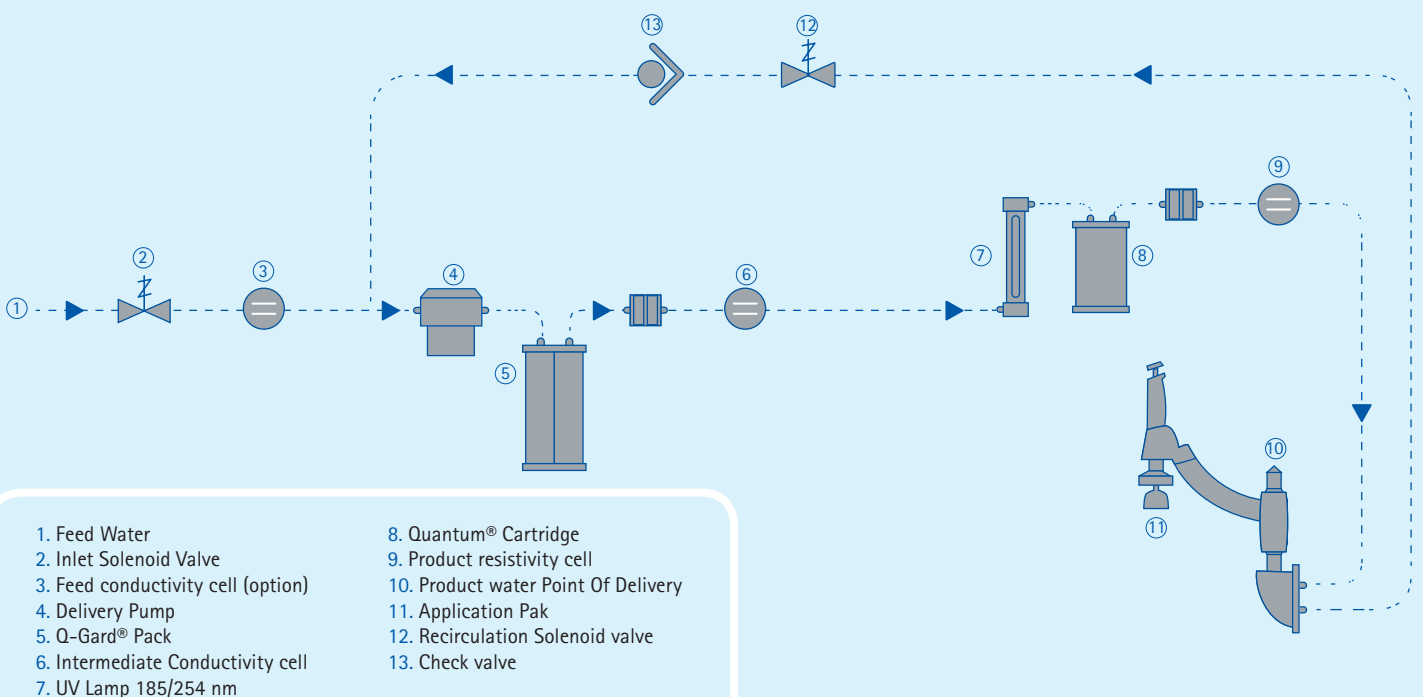 13
12
9
2
3
4
6
7
8
1
5
10
11
1. Feed Water
2. Inlet Solenoid Valve
3. Feed conductivity cell (option)
4. Delivery Pump
5. Q-Gard® Pack
6. Intermediate Conductivity cell
7. UV Lamp 185/254 nm
8. Quantum® Cartridge
9. Product resistivity cell
10. Product water Point Of Delivery
11. Application Pak
12. Recirculation Solenoid valve
13. Check valve